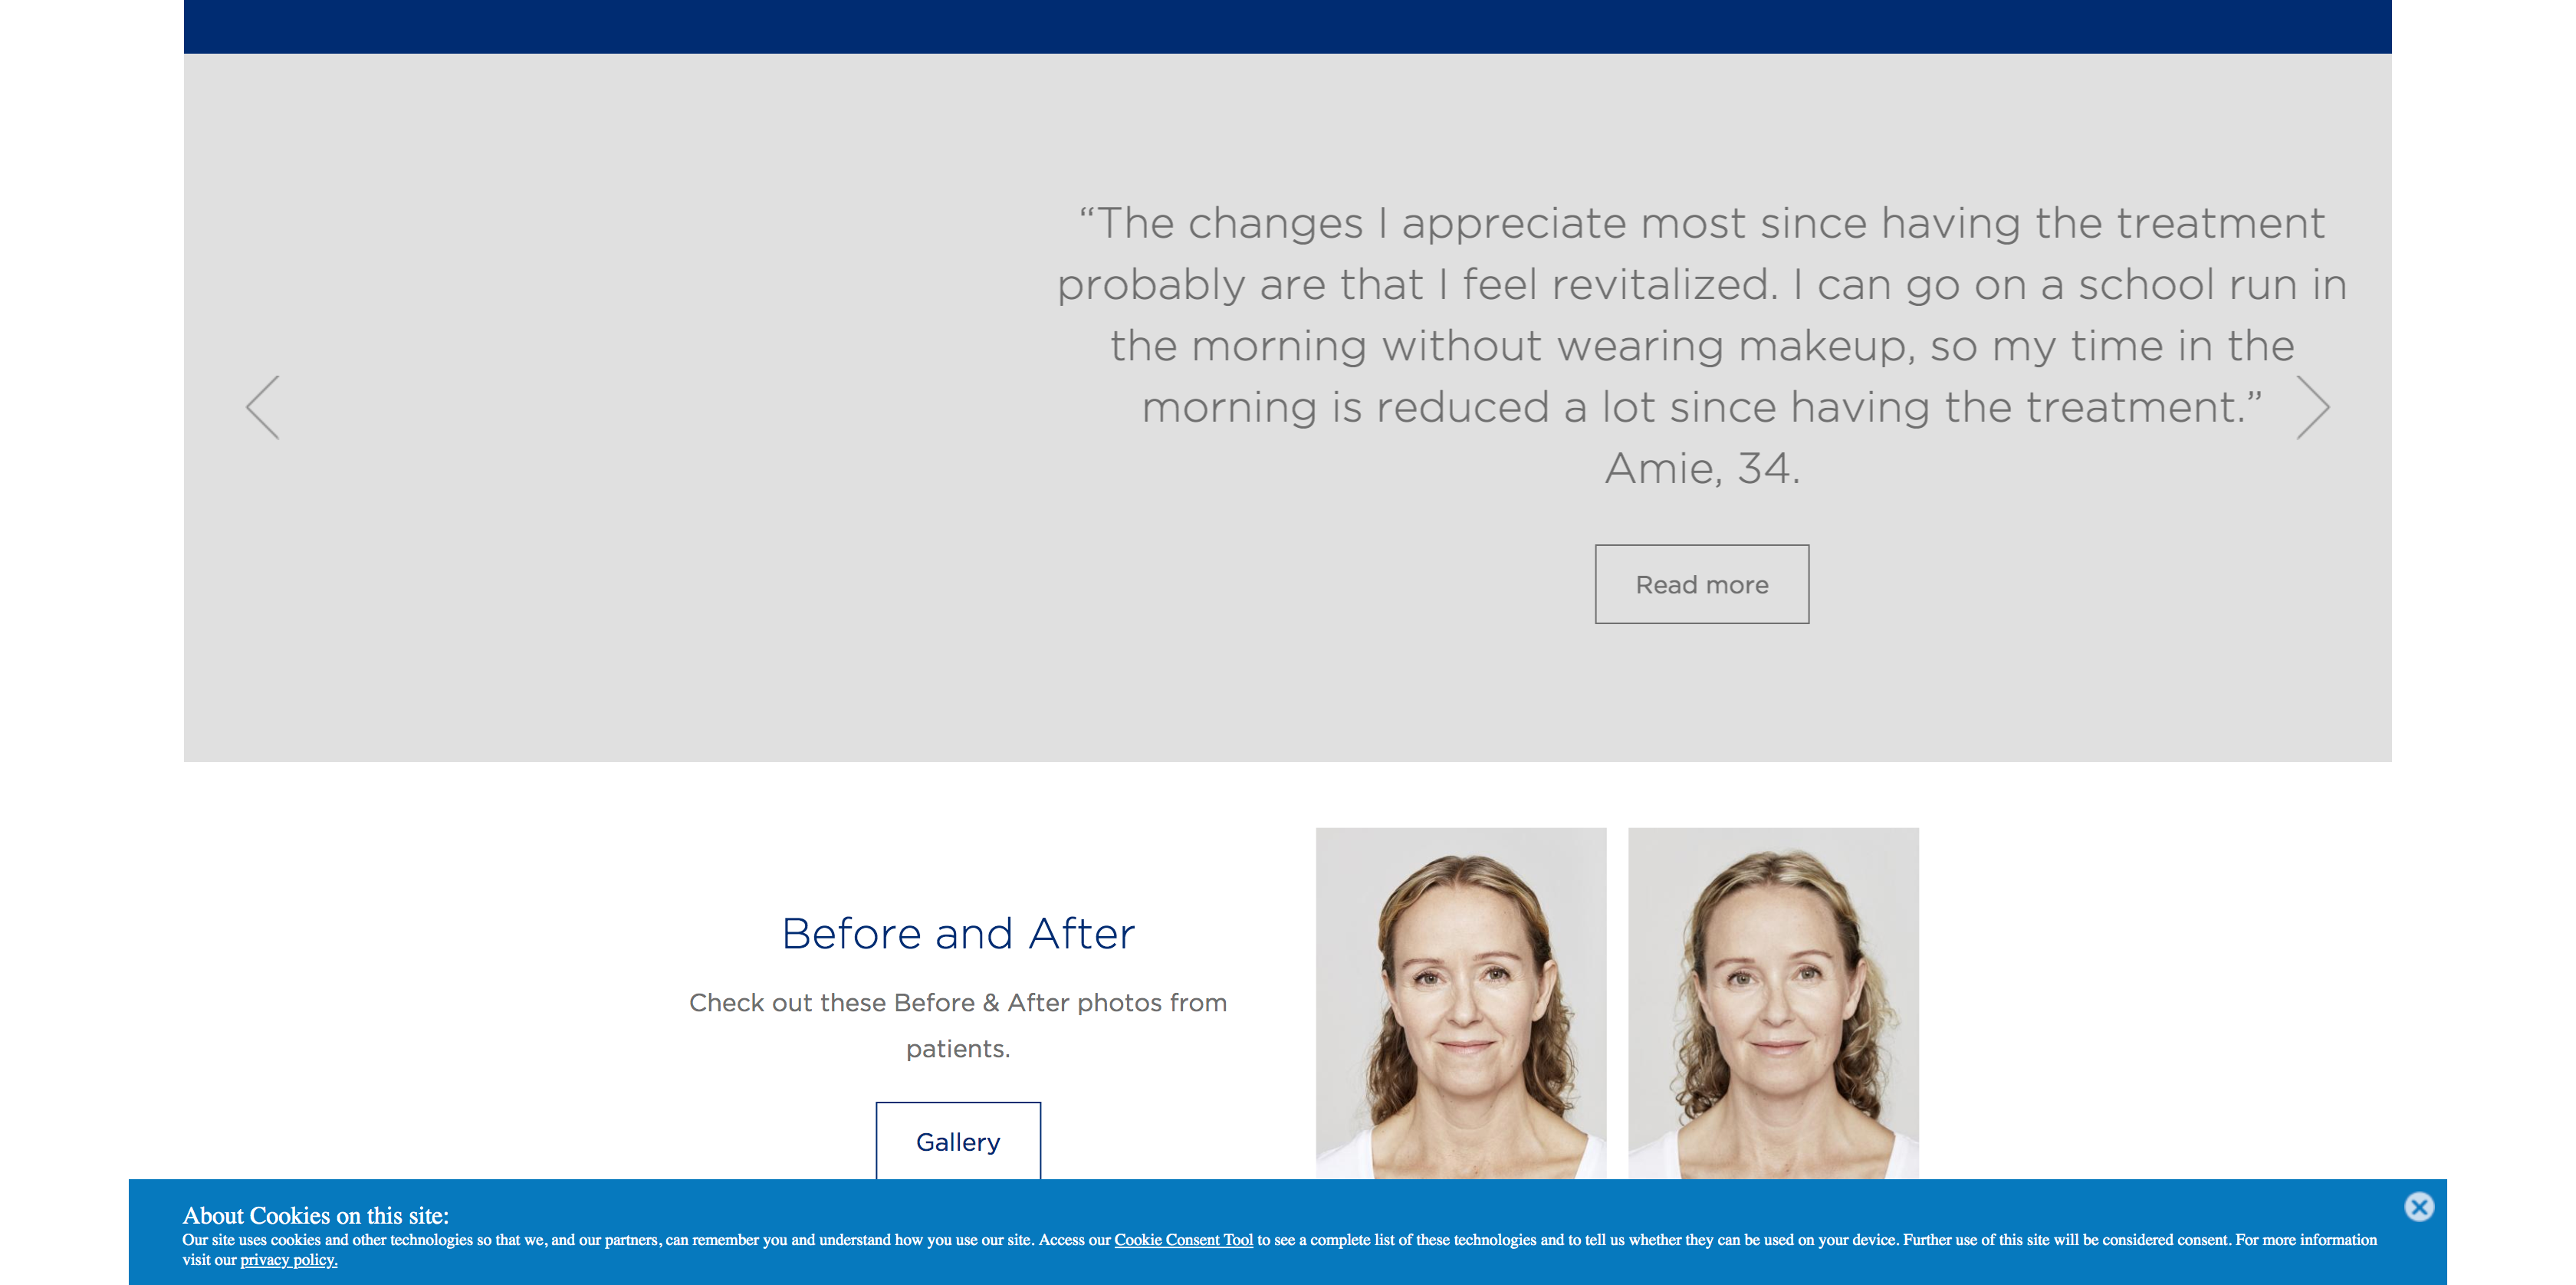 “The changes I appreciate most since having the treatment
probably are that I feel revitalized. I can go on a school run in
the morning without wearing makeup, so my time in the
morning is reduced a lot since having the treatment.”
Amie, 34.
Read more
Before and After
Check out these Before & After photos from
patients.
Gallery
About Cookies on this site:
Our site uses cookies and other technologies so that we, and our partners, can remember you and understand how you use our site. Access our Cookie Consent Tool to see a complete list of these technologies and to tell us whether they can be used on your device. Further use of this site will be considered consent. For more information
visit our privacy policy.